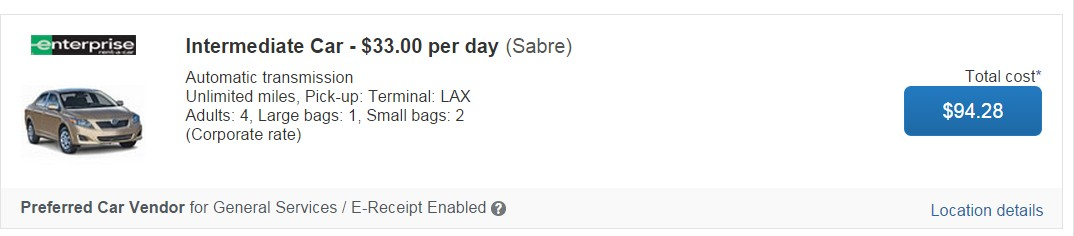 enterprise
rent-a-car
Intermediate Car - $33.00 per day (Sabre)
Automatic transmission
Unlimited miles, Pick-up: Terminal: LAX
Adults: 4, Large bags: 1, Small bags: 2
(Corporate rate)
Total cost*
$94.28
Preferred Car Vendor for General Services / E-Receipt Enabled ?
Location details